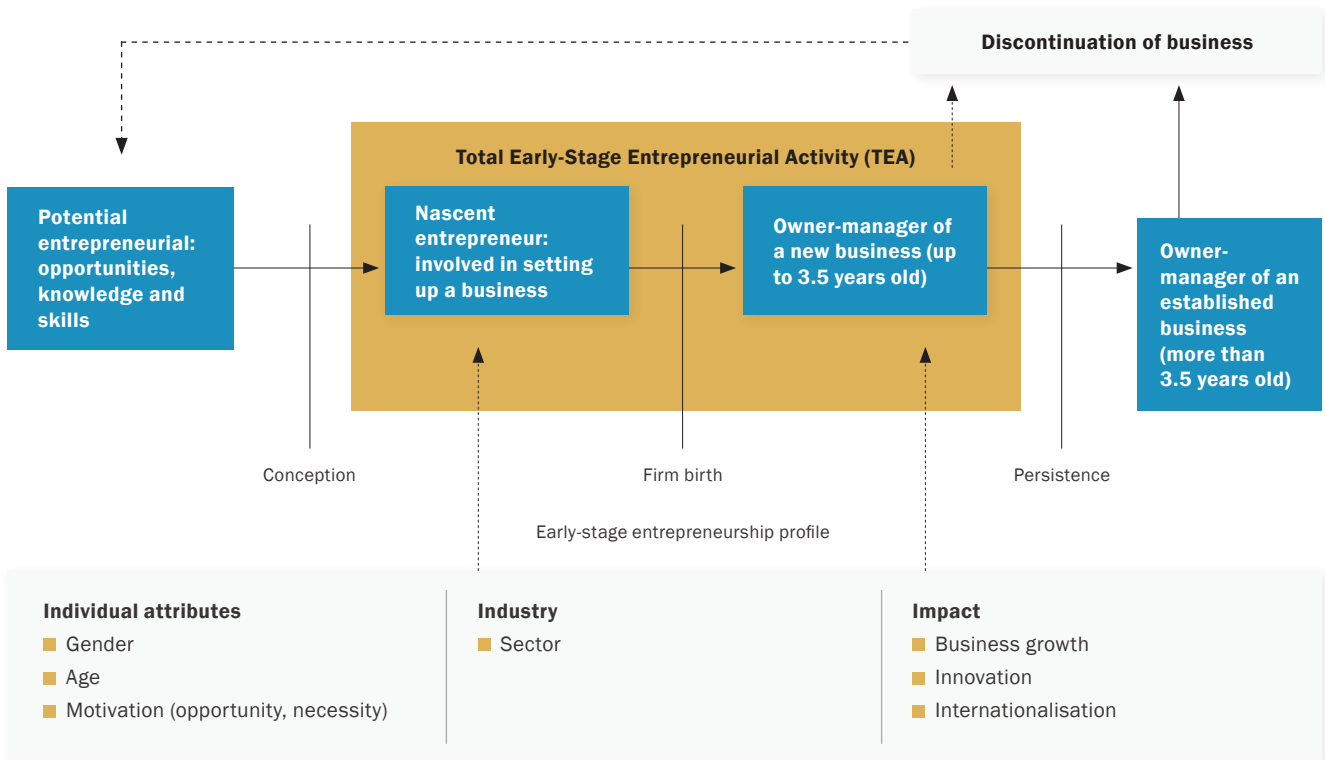 Discontinuation of business
Total Early-Stage Entrepreneurial Activity (TEA)
Potential
entrepreneurial:
opportunities,
knowledge and
skills
Nascent
entrepreneur:
involved in setting
up a business
Owner-manager of
a new business (up
to 3.5 years old)
Owner-
manager of an
established
business
(more than
3.5 years old)
Conception
Firm birth
Persistence
Early-stage entrepreneurship profile
Individual attributes
Gender
Age
Motivation (opportunity, necessity)
Industry
Sector
Impact
Business growth
Innovation
Internationalisation